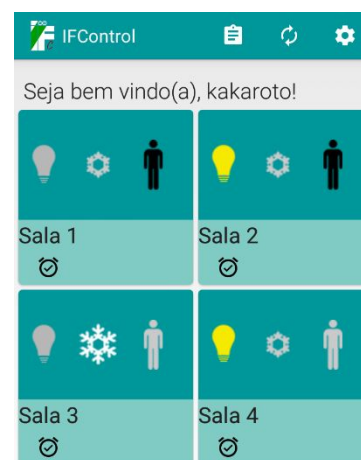 IFControl
Seja bem vindo(a), kakaroto!
Sala 1
Sala 2
Sala 3
Sala 4